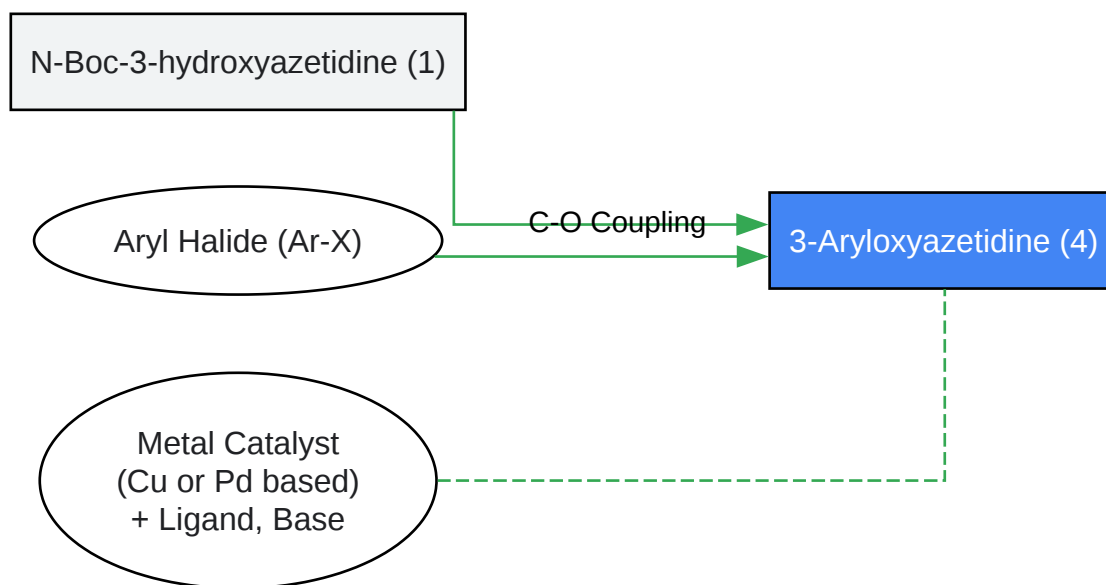 N-Boc-3-hydroxyazetidine (1)
Aryl Halide (Ar-X)
C-O Coupling
3-Aryloxyazetidine (4)
Metal Catalyst
(Cu or Pd based)
+ Ligand, Base